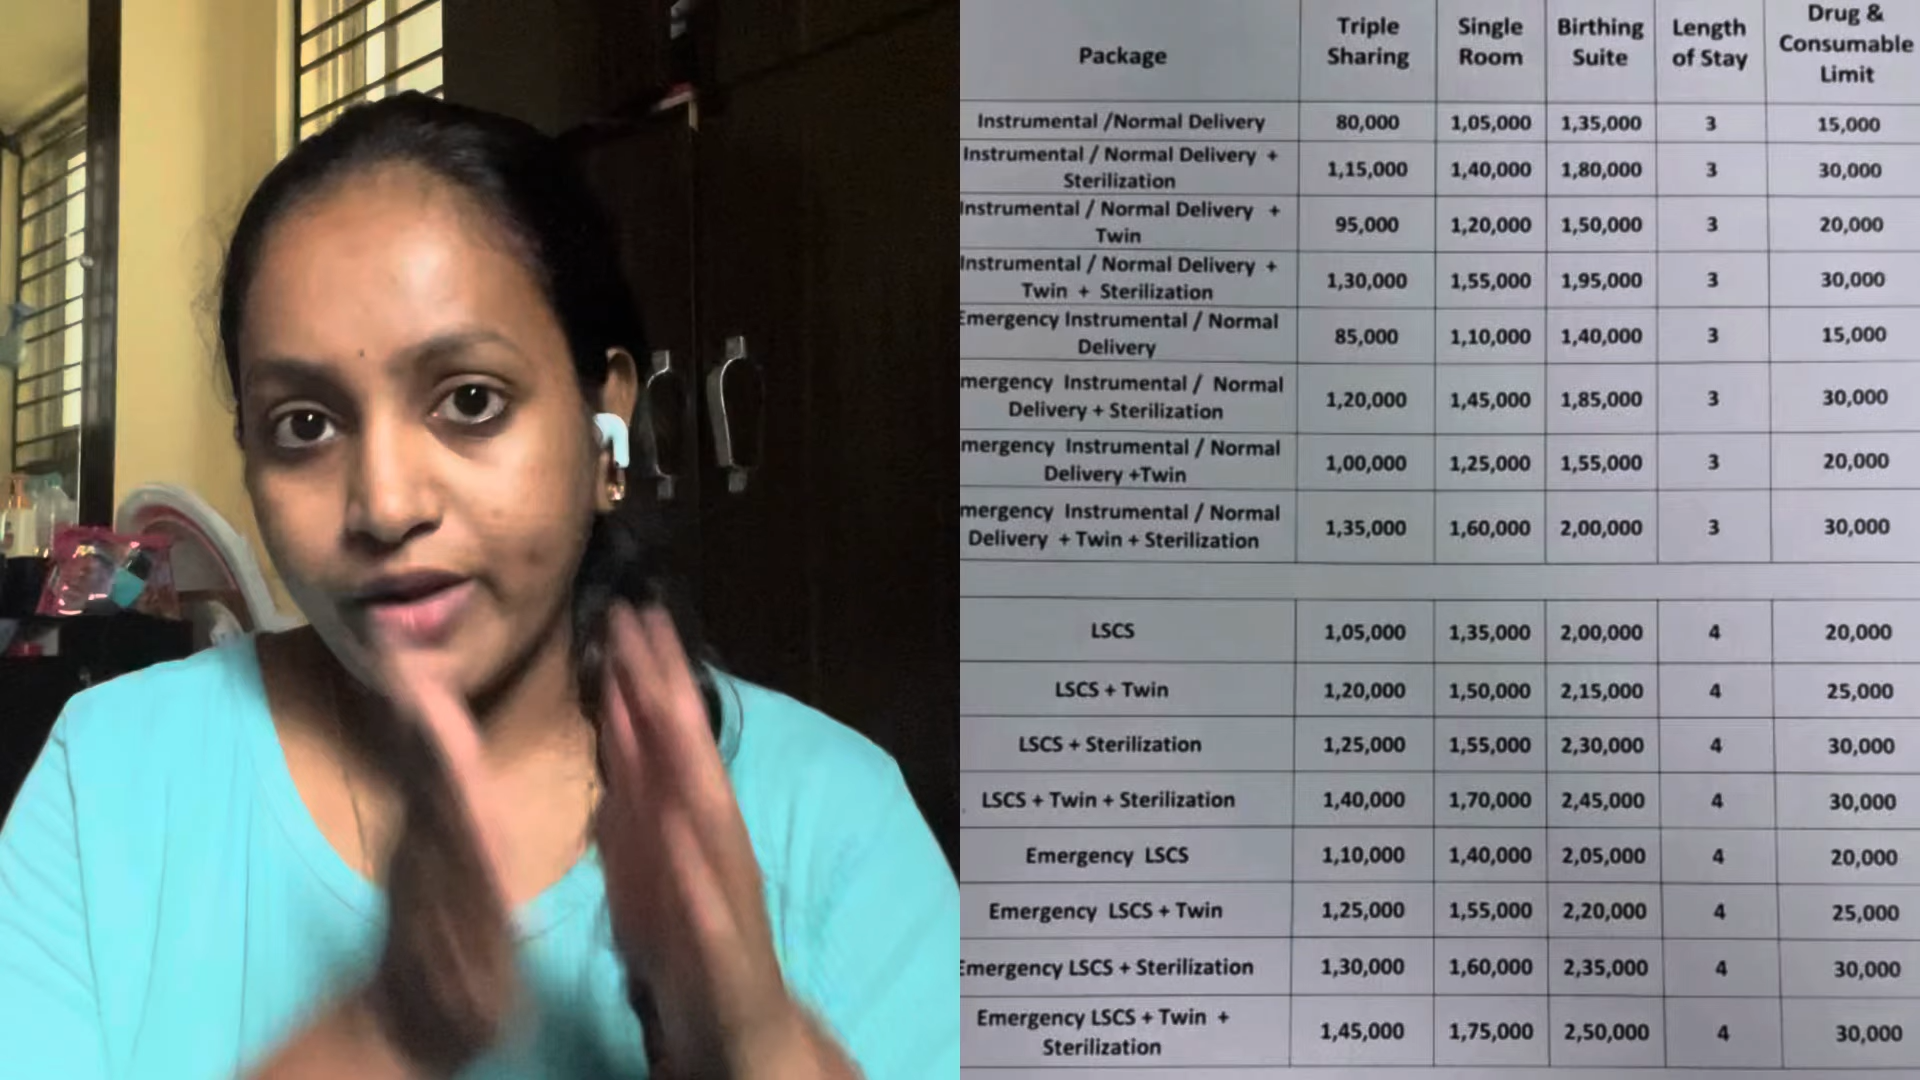 Package Triple Sharing Single Room Birthing Suite Length of Stay Drug & Consumable Limit
Instrumental /Normal Delivery 80,000 1,05,000 1,35,000 3 15,000
Instrumental / Normal Delivery + Sterilization 1,15,000 1,40,000 1,80,000 3 30,000
Instrumental / Normal Delivery + Twin 95,000 1,20,000 1,50,000 3 20,000
Instrumental / Normal Delivery + Twin + Sterilization 1,30,000 1,55,000 1,95,000 3 30,000
Emergency Instrumental / Normal Delivery 85,000 1,10,000 1,40,000 3 15,000
mergency Instrumental / Normal Delivery + Sterilization 1,20,000 1,45,000 1,85,000 3 30,000
mergency Instrumental / Normal Delivery +Twin 1,00,000 1,25,000 1,55,000 3 20,000
mergency Instrumental / Normal Delivery + Twin + Sterilization 1,35,000 1,60,000 2,00,000 3 30,000
LSCS 1,05,000 1,35,000 2,00,000 4 20,000
LSCS + Twin 1,20,000 1,50,000 2,15,000 4 25,000
LSCS + Sterilization 1,25,000 1,55,000 2,30,000 4 30,000
LSCS + Twin + Sterilization 1,40,000 1,70,000 2,45,000 4 30,000
Emergency LSCS 1,10,000 1,40,000 2,05,000 4 20,000
Emergency LSCS + Twin 1,25,000 1,55,000 2,20,000 4 25,000
Emergency LSCS + Sterilization 1,30,000 1,60,000 2,35,000 4 30,000
Emergency LSCS + Twin + Sterilization 1,45,000 1,75,000 2,50,000 4 30,000